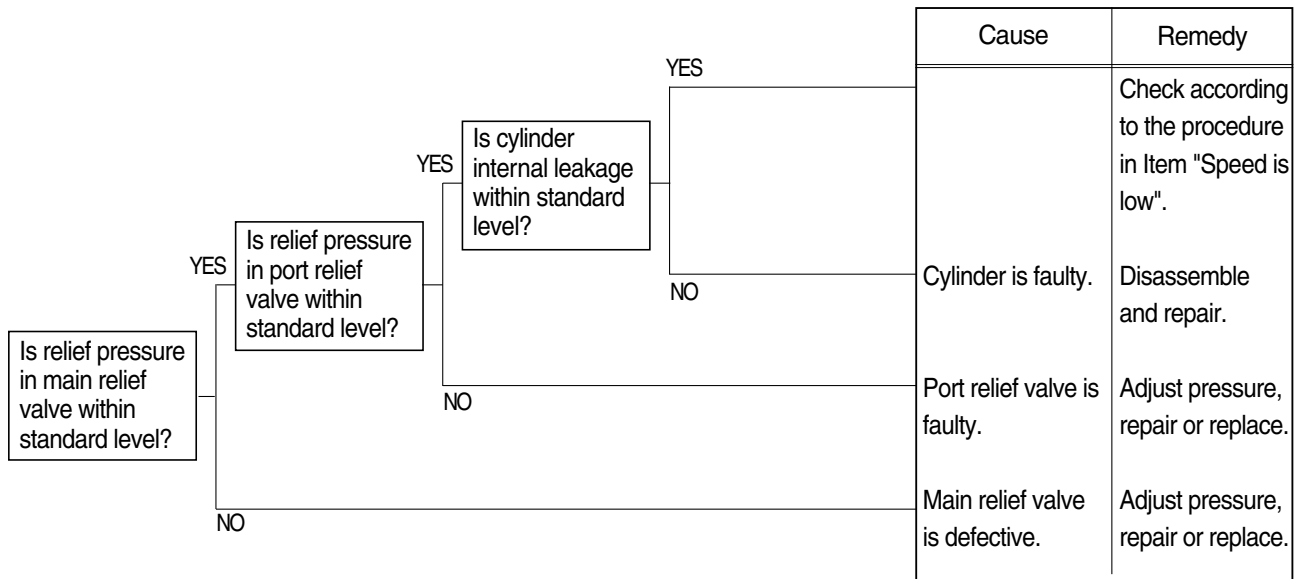 Cause
Remedy
YES
Check according
to the procedure
in Item "Speed is
low".
Is cylinder
internal leakage
within standard
level?
YES
NO
Cylinder is faulty.
Disassemble
and repair.
Is relief pressure
in port relief
valve within
standard level?
YES
NO
Port relief valve is
faulty.
Adjust pressure,
repair or replace.
Is relief pressure
in main relief
valve within
standard level?
NO
Main relief valve
is defective.
Adjust pressure,
repair or replace.